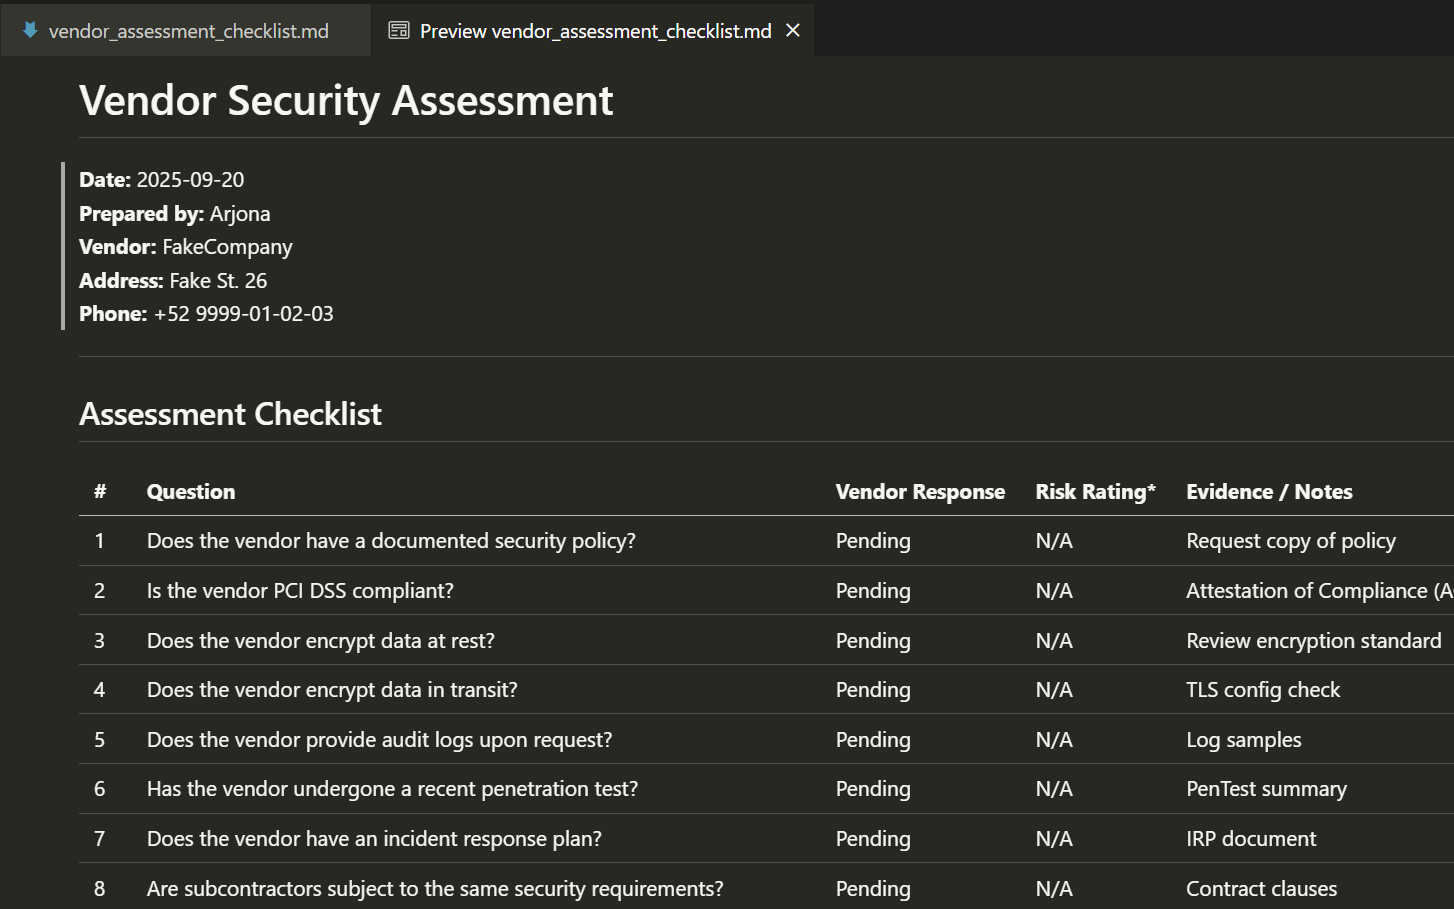 vendor_assessment_checklist.md
Preview vendor_assessment_checklist.md
Vendor Security Assessment
Date: 2025-09-20
Prepared by: Arjona
Vendor: FakeCompany
Address: Fake St. 26
Phone: +52 9999-01-02-03
Assessment Checklist
# Question Vendor Response Risk Rating* Evidence / Notes
1 Does the vendor have a documented security policy? Pending N/A Request copy of policy
2 Is the vendor PCI DSS compliant? Pending N/A Attestation of Compliance (A
3 Does the vendor encrypt data at rest? Pending N/A Review encryption standard
4 Does the vendor encrypt data in transit? Pending N/A TLS config check
5 Does the vendor provide audit logs upon request? Pending N/A Log samples
6 Has the vendor undergone a recent penetration test? Pending N/A PenTest summary
7 Does the vendor have an incident response plan? Pending N/A IRP document
8 Are subcontractors subject to the same security requirements? Pending N/A Contract clauses